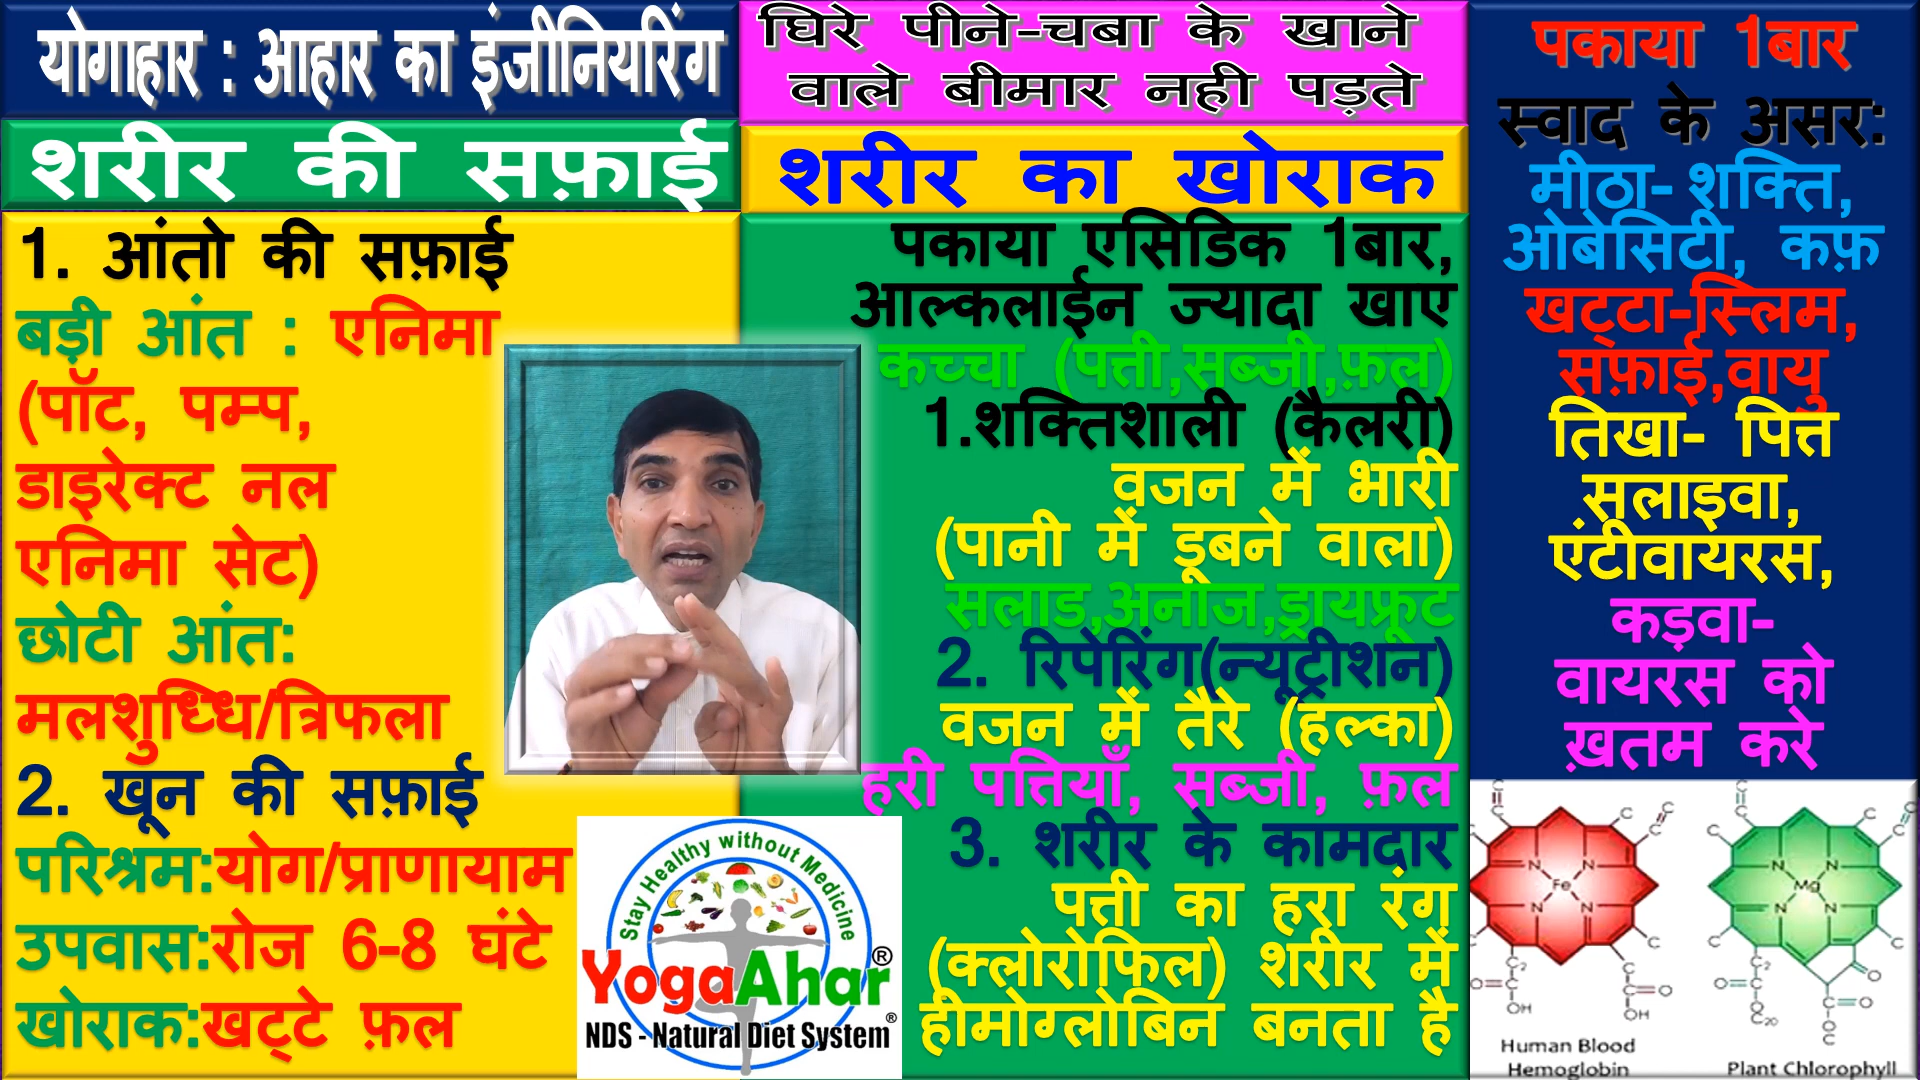 योगाहार : आहार का इंजीनियरिंग
शरीर की सफ़ाई
1. आंतो की सफ़ाई
बड़ी आंत : एनिमा
(पॉट, पम्प,
डाइरेक्ट नल
एनिमा सेट)
छोटी आंत:
मलशुध्धि/त्रिफला
2. खून की सफ़ाई
परिश्रम:योग/प्राणायाम
उपवास:रोज 6-8 घंटे
खोराक:खट्टे फ़ल
घिरे पीने-चबा के खाने
वाले बीमार नही पड़ते
शरीर का खोराक
पकाया एसिडिक 1बार,
आल्कलाईन ज्यादा खाए
कच्चा (पत्ती,सब्जी,फ़ल)
1.शक्तिशाली (कैलरी)
वजन में भारी
(पानी में डूबने वाला)
सलाड,अनाज,ड्रायफ्रूट
2. रिपेरिंग(न्यूट्रीशन)
वजन में तैरे (हल्का)
हरी पत्तियाँ, सब्जी, फ़ल
3. शरीर के कामदार
पत्ती का हरा रंग
(क्लोरोफिल) शरीर में
हीमोग्लोबिन बनता है
Stay Healthy without Medicine
YogaAhar®
NDS - Natural Diet System®
पकाया 1बार
स्वाद के असर:
मीठा- शक्ति,
ओबेसिटी, कफ़
खट्टा-स्लिम,
सफ़ाई,वायु
तिखा- पित्त
सलाइवा,
एंटीवायरस,
कड़वा-
वायरस को
ख़तम करे
Fe
N N
N N
Mg
N N
N N
Human Blood
Hemoglobin
Plant Chlorophyll